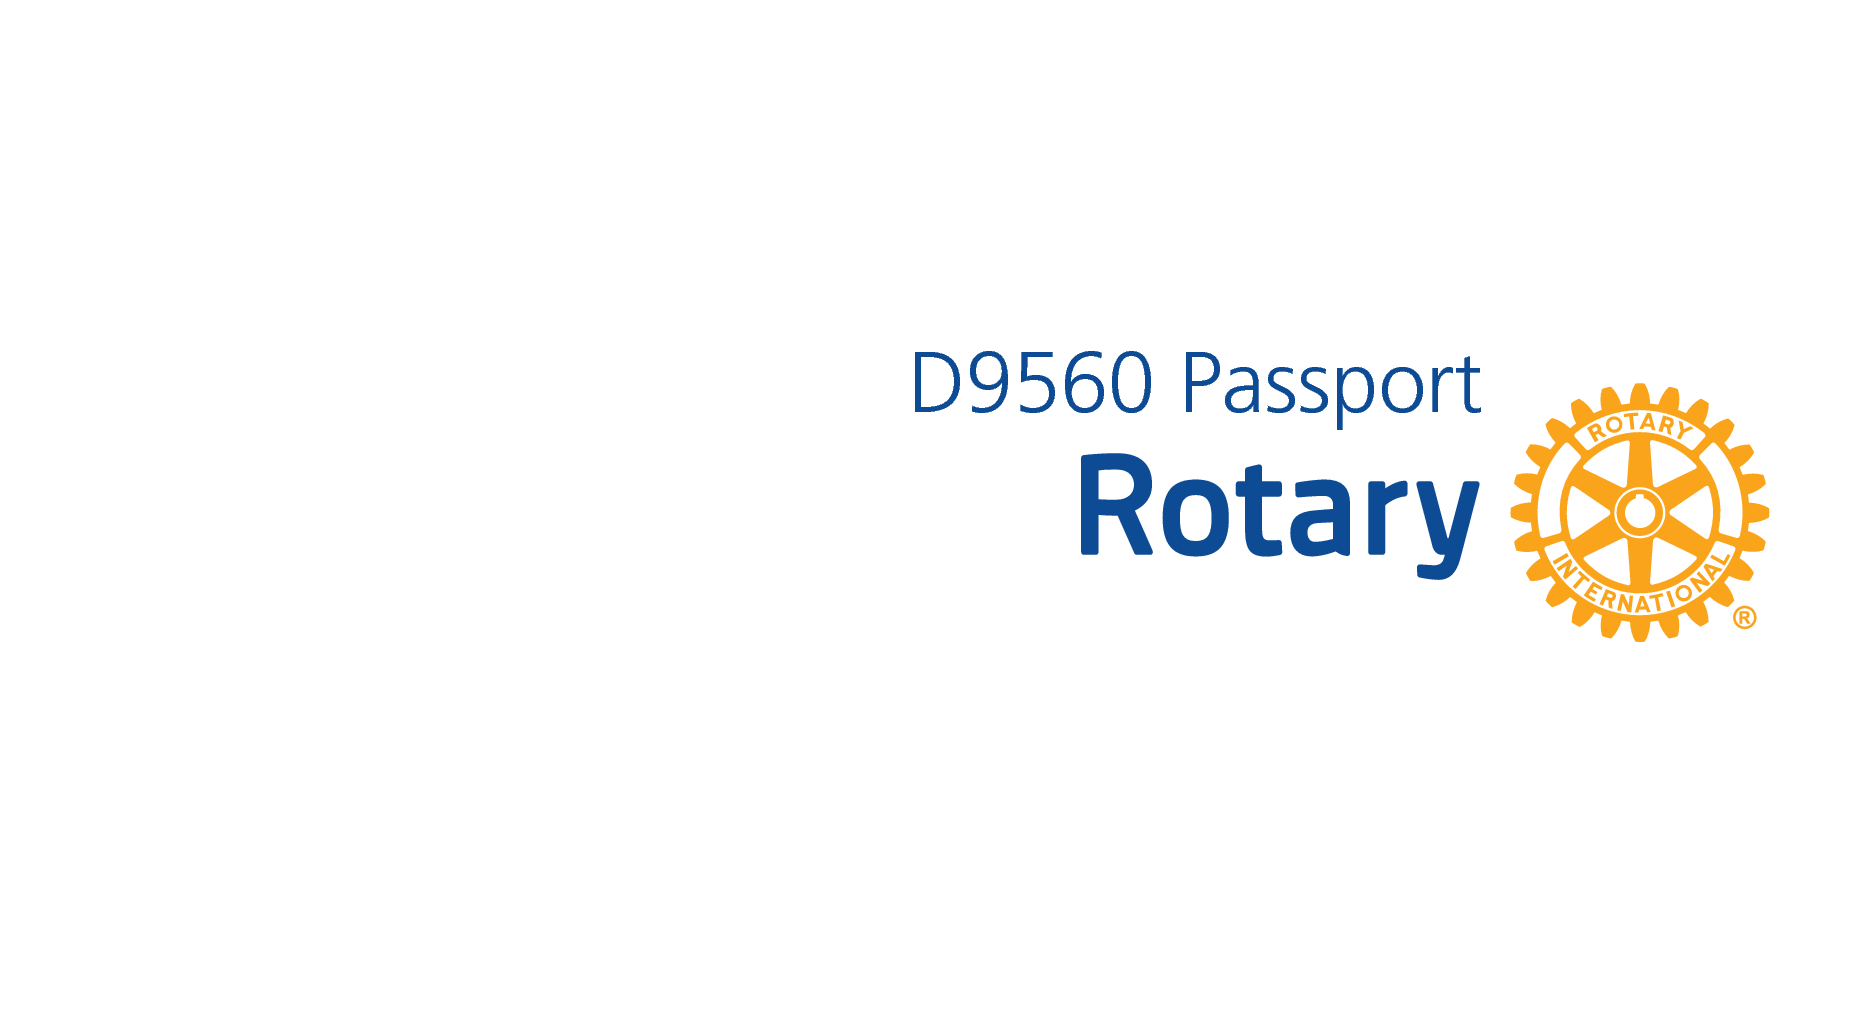 D9560 Passport
Rotary
ROTARY
INTERNATIONAL
®